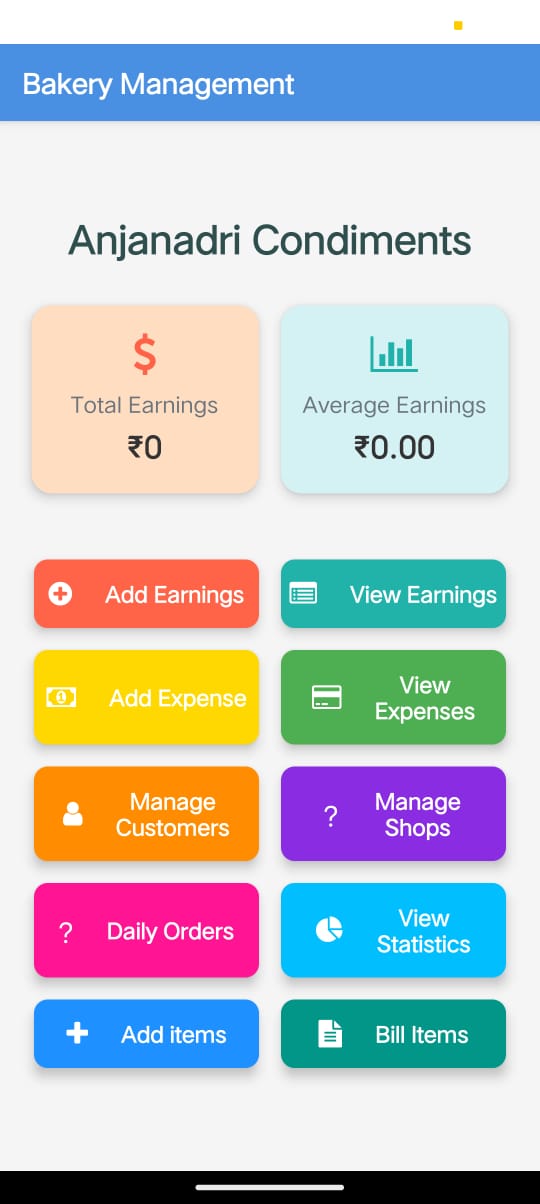 Bakery Management
Anjanadri Condiments
$
Total Earnings
₹0
Average Earnings
₹0.00
Add Earnings
View Earnings
1
Add Expense
View
Expenses
Manage
Customers
?
Manage
Shops
?
Daily Orders
View
Statistics
Add items
Bill Items